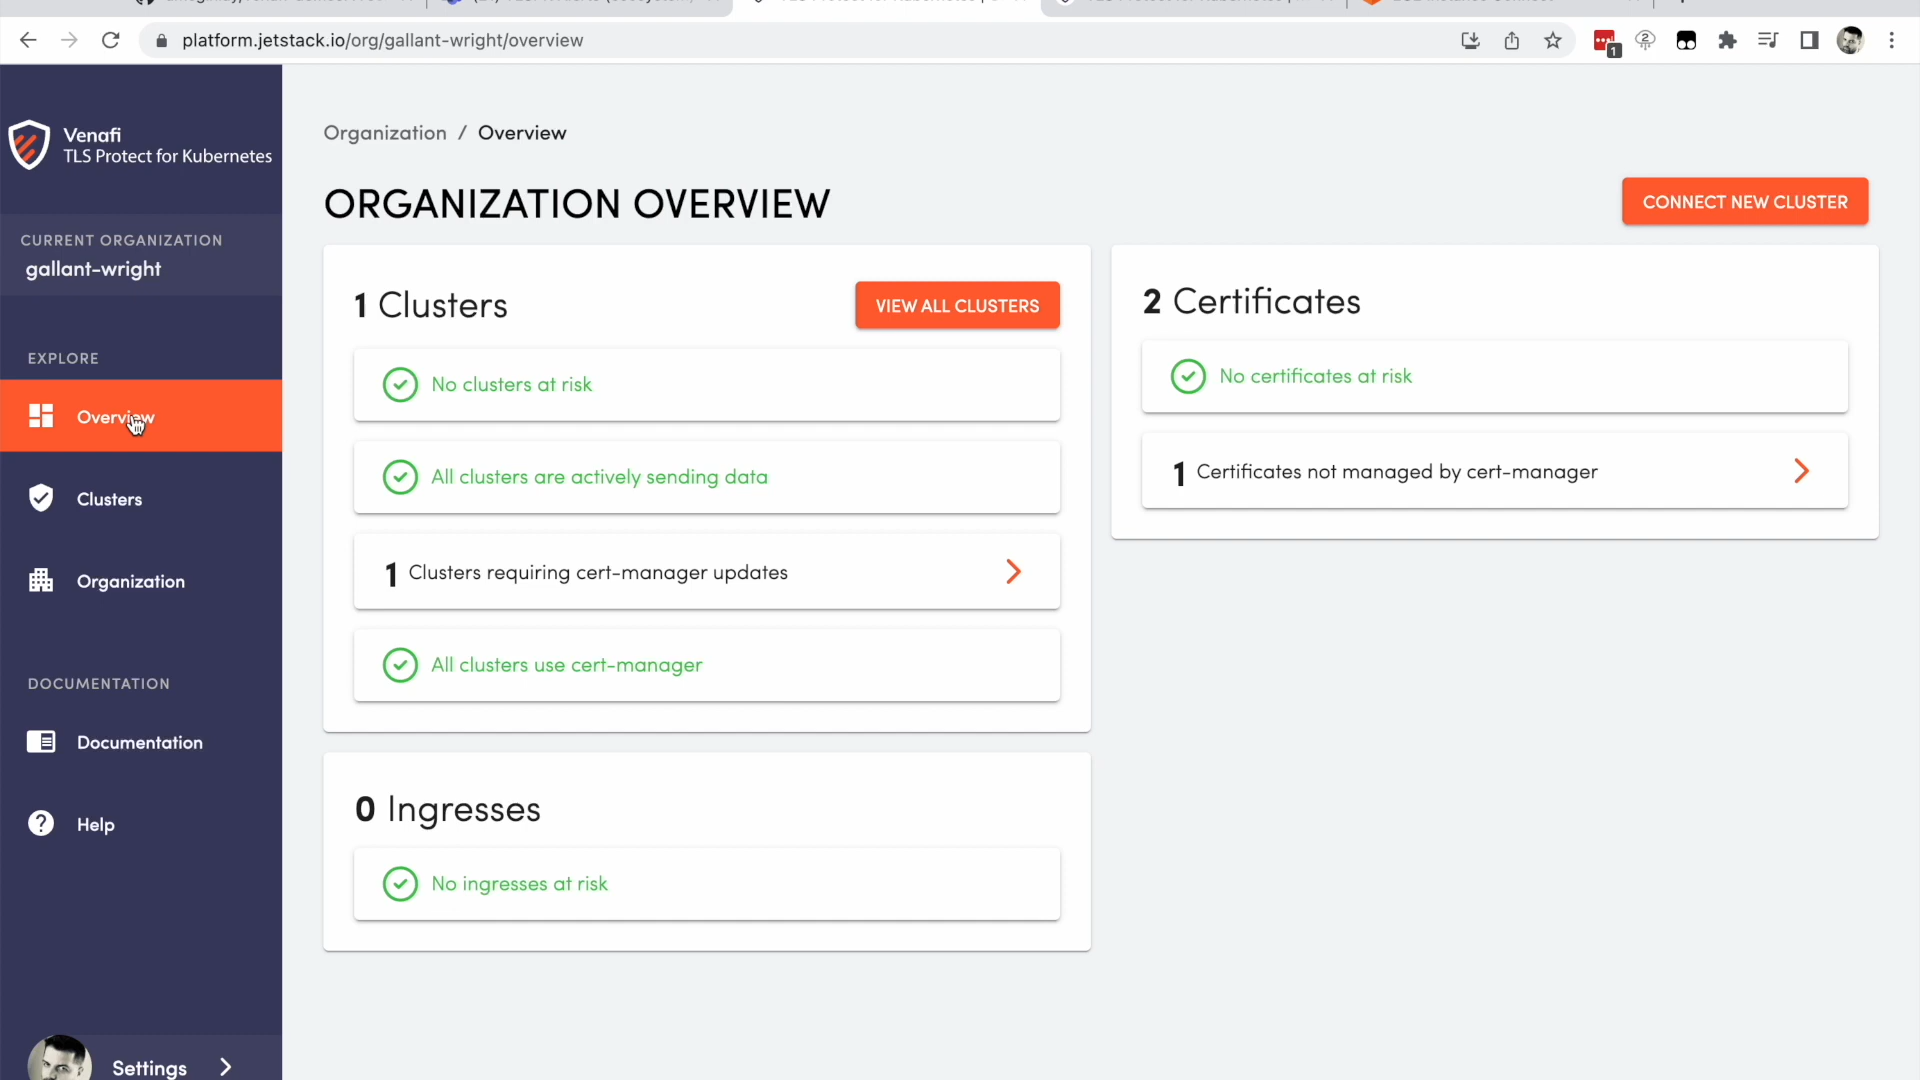 platform.jetstack.io/org/gallant-wright/overview
1
2
Venafi
TLS Protect for Kubernetes
CURRENT ORGANIZATION
gallant-wright
EXPLORE
Overview
Clusters
Organization
DOCUMENTATION
Documentation
Help
Settings
Organization / Overview
ORGANIZATION OVERVIEW
CONNECT NEW CLUSTER
1 Clusters
VIEW ALL CLUSTERS
No clusters at risk
All clusters are actively sending data
1 Clusters requiring cert-manager updates
All clusters use cert-manager
0 Ingresses
No ingresses at risk
2 Certificates
No certificates at risk
1 Certificates not managed by cert-manager